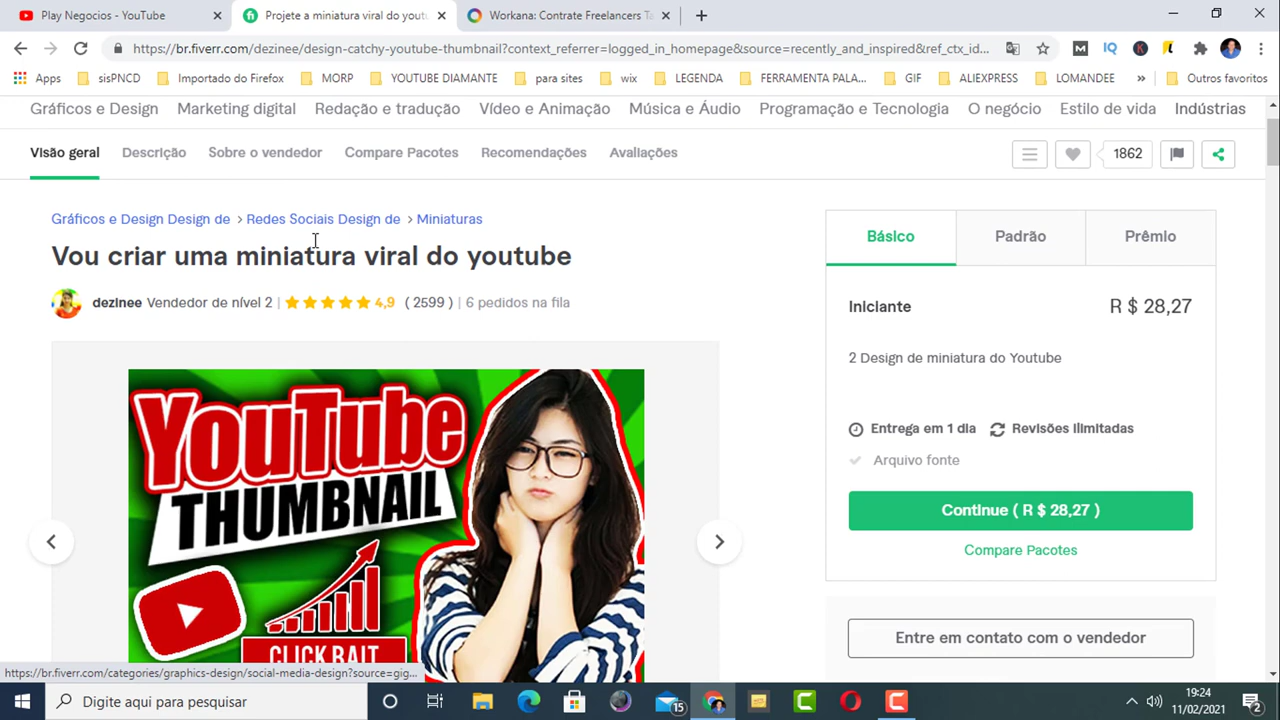 Play Negocios - YouTube
Projete a miniatura viral do youtu
Workana: Contrate Freelancers Ta
https://br.fiverr.com/dezinee/design-catchy-youtube-thumbnail?context_referrer=logged_in_homepage&source=recently_and_inspired&ref_ctx_id...
Apps
sisPNCD
Importado do Firefox
MORP
YOUTUBE DIAMANTE
para sites
wix
LEGENDA
FERRAMENTA PALA...
GIF
ALIEXPRESS
LOMANDEE
»
Outros favoritos
Gráficos e Design
Marketing digital
Redação e tradução
Vídeo e Animação
Música e Áudio
Programação e Tecnologia
O negócio
Estilo de vida
Indústrias
Visão geral
Descrição
Sobre o vendedor
Compare Pacotes
Recomendações
Avaliações
1862
Gráficos e Design Design de > Redes Sociais Design de > Miniaturas
Vou criar uma miniatura viral do youtube
dezinee Vendedor de nível 2 | 4,9 ( 2599 ) | 6 pedidos na fila
YouTube
THUMBNAIL
CLICK BAIT
Básico
Padrão
Prêmio
Iniciante
R $ 28,27
2 Design de miniatura do Youtube
Entrega em 1 dia
Revisões Ilimitadas
Arquivo fonte
Continue ( R $ 28,27 )
Compare Pacotes
Entre em contato com o vendedor
https://br.fiverr.com/categories/graphics-design/social-media-design?source=gig...
Digite aqui para pesquisar
15
19:24
11/02/2021
2